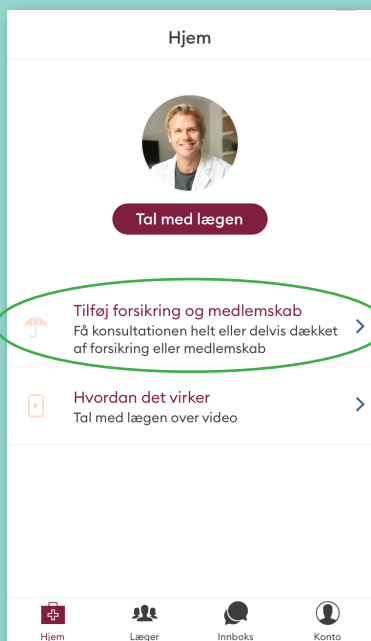 Hjem
Tal med lægen
Tilføj forsikring og medlemskab
Få konsultationen helt eller delvis dækket
af forsikring eller medlemskab
Hvordan det virker
Tal med lægen over video
Hjem
Læger
Innboks
Konto